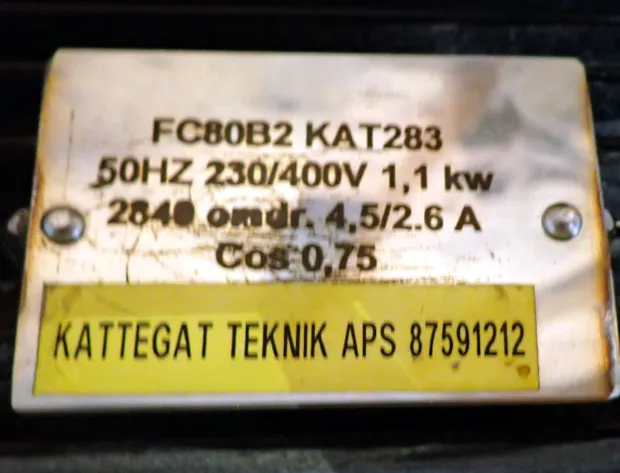 FC80B2 KAT283
50HZ 230/400V 1,1 kw
2840 omdr. 4,5/2.6 A
Cos 0,75
KATTEGAT TEKNIK APS 87591212